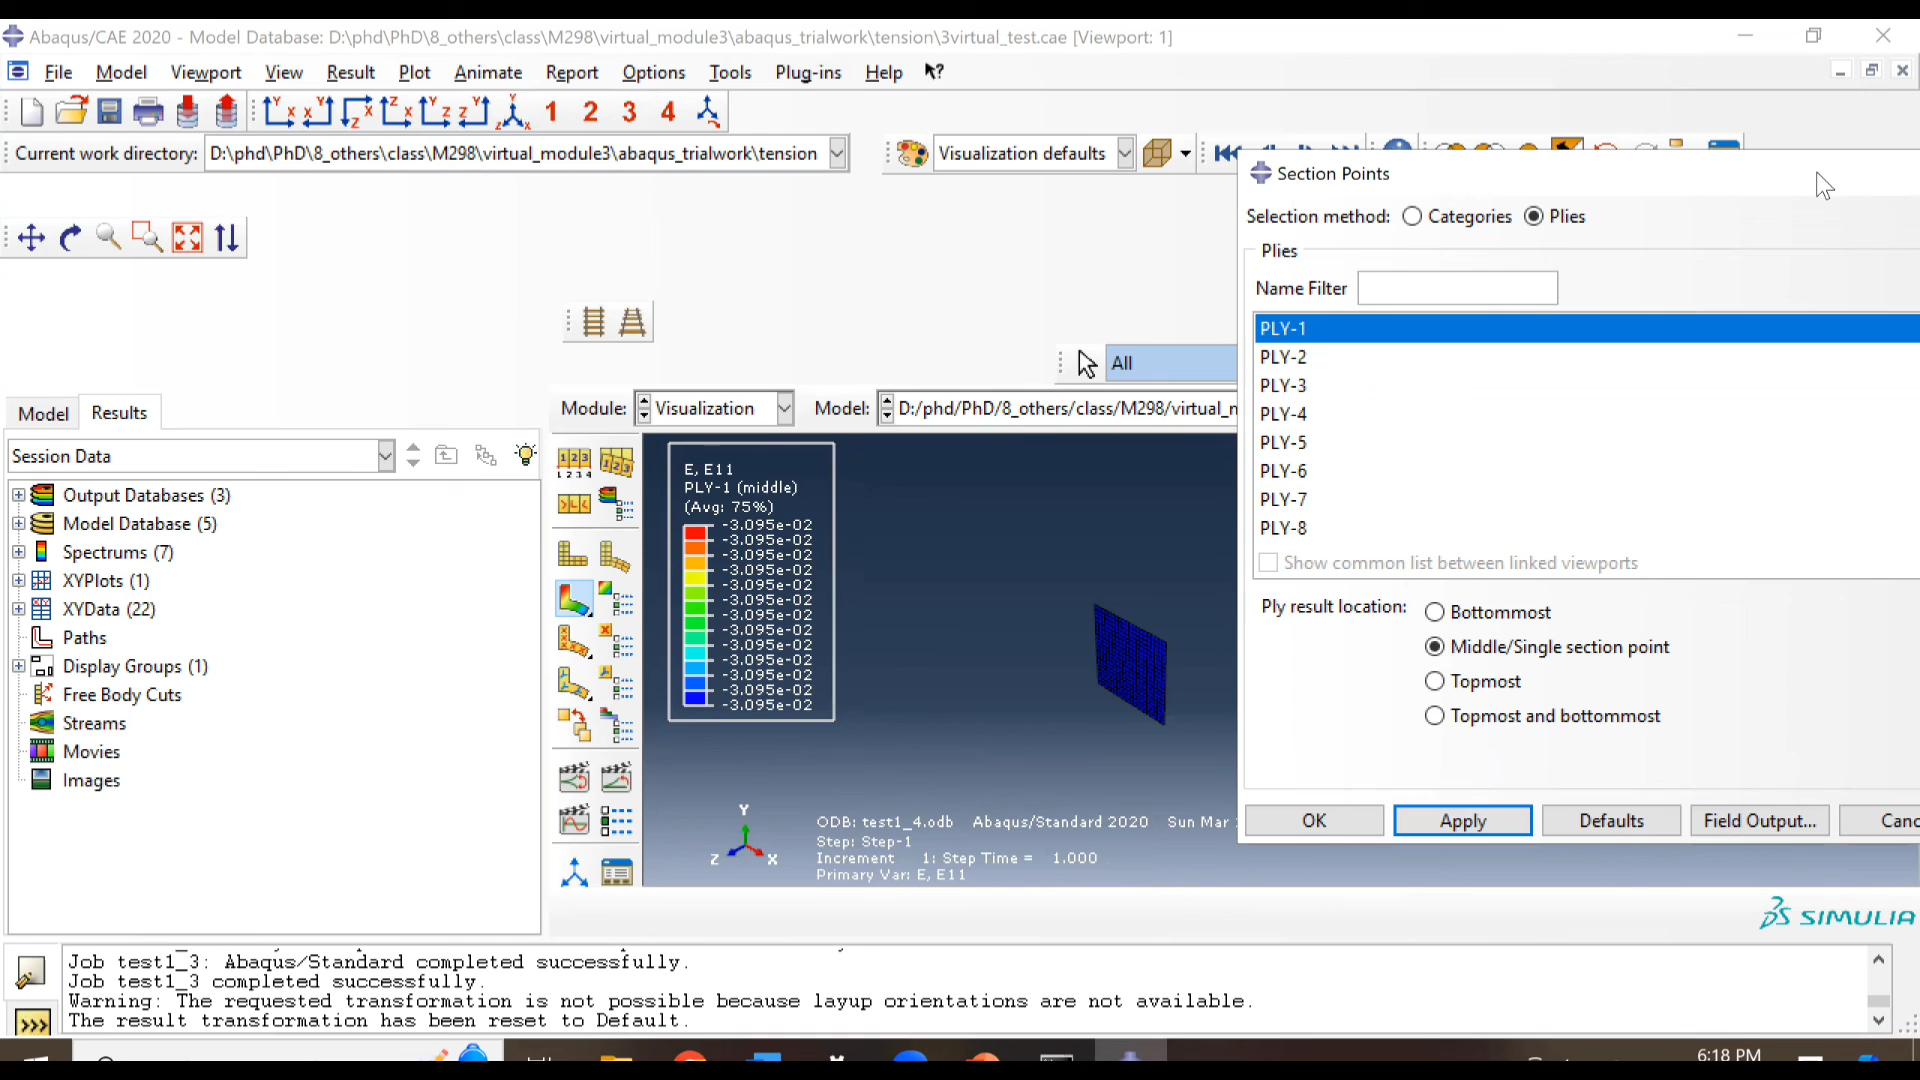 Abaqus/CAE 2020 - Model Database: D:\phd\PhD\8_others\class\M298\virtual_module3\abaqus_trialwork\tension\3virtual_test.cae [Viewport: 1]
File Model Viewport View Result Plot Animate Report Options Tools Plug-ins Help
1 2 3 4
Current work directory: D:\phd\PhD\8_others\class\M298\virtual_module3\abaqus_trialwork\tension
Visualization defaults
Section Points
Selection method: Categories Plies
Plies
Name Filter
PLY-1
PLY-2
PLY-3
PLY-4
PLY-5
PLY-6
PLY-7
PLY-8
Show common list between linked viewports
Ply result location: Bottommost
Middle/Single section point
Topmost
Topmost and bottommost
OK Apply Defaults Field Output...
All
Module: Visualization Model: D:/phd/PhD/8_others/class/M298/virtual_
Model Results
Session Data
Output Databases (3)
Model Database (5)
Spectrums (7)
XYPlots (1)
XYData (22)
Paths
Display Groups (1)
Free Body Cuts
Streams
Movies
Images
E, E11
PLY-1 (middle)
(Avg: 75%)
-3.095e-02
-3.095e-02
-3.095e-02
-3.095e-02
-3.095e-02
-3.095e-02
-3.095e-02
-3.095e-02
-3.095e-02
-3.095e-02
-3.095e-02
-3.095e-02
-3.095e-02
Y
Z X
ODB: test1_4.odb Abaqus/Standard 2020 Sun Mar
Step: Step-1
Increment 1: Step Time = 1.000
Primary Var: E, E11
SIMULIA
Job test1_3: Abaqus/Standard completed successfully.
Job test1_3 completed successfully.
Warning: The requested transformation is not possible because layup orientations are not available.
The result transformation has been reset to Default.
6:18 PM